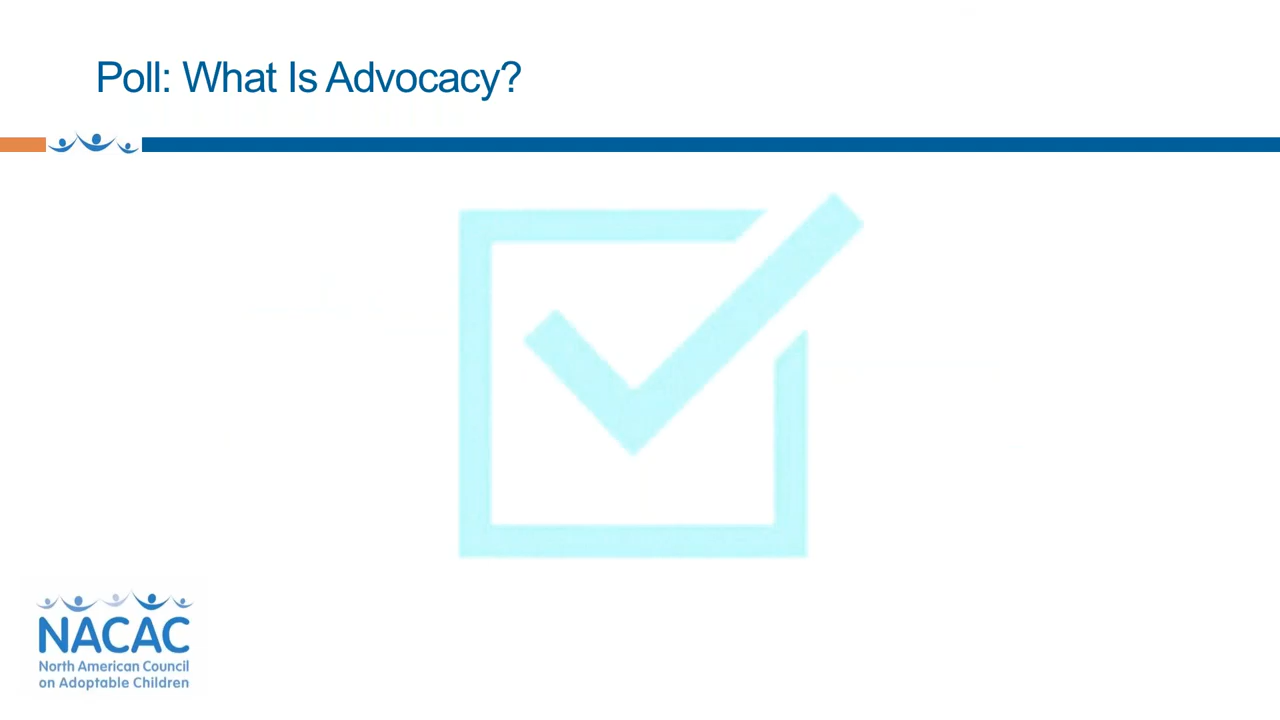 Poll: What Is Advocacy?
NACAC
North American Council
on Adoptable Children